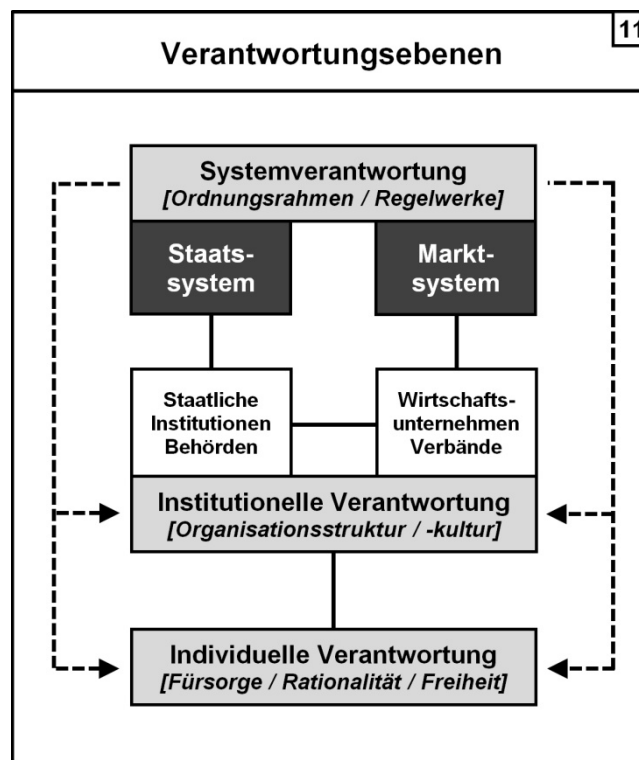 11
Verantwortungsebenen
Systemverantwortung
[Ordnungsrahmen / Regelwerke]
Staats-
system
Markt-
system
Staatliche
Institutionen
Behörden
Wirtschafts-
unternehmen
Verbände
Institutionelle Verantwortung
[Organisationsstruktur / -kultur]
Individuelle Verantwortung
[Fürsorge / Rationalität / Freiheit]